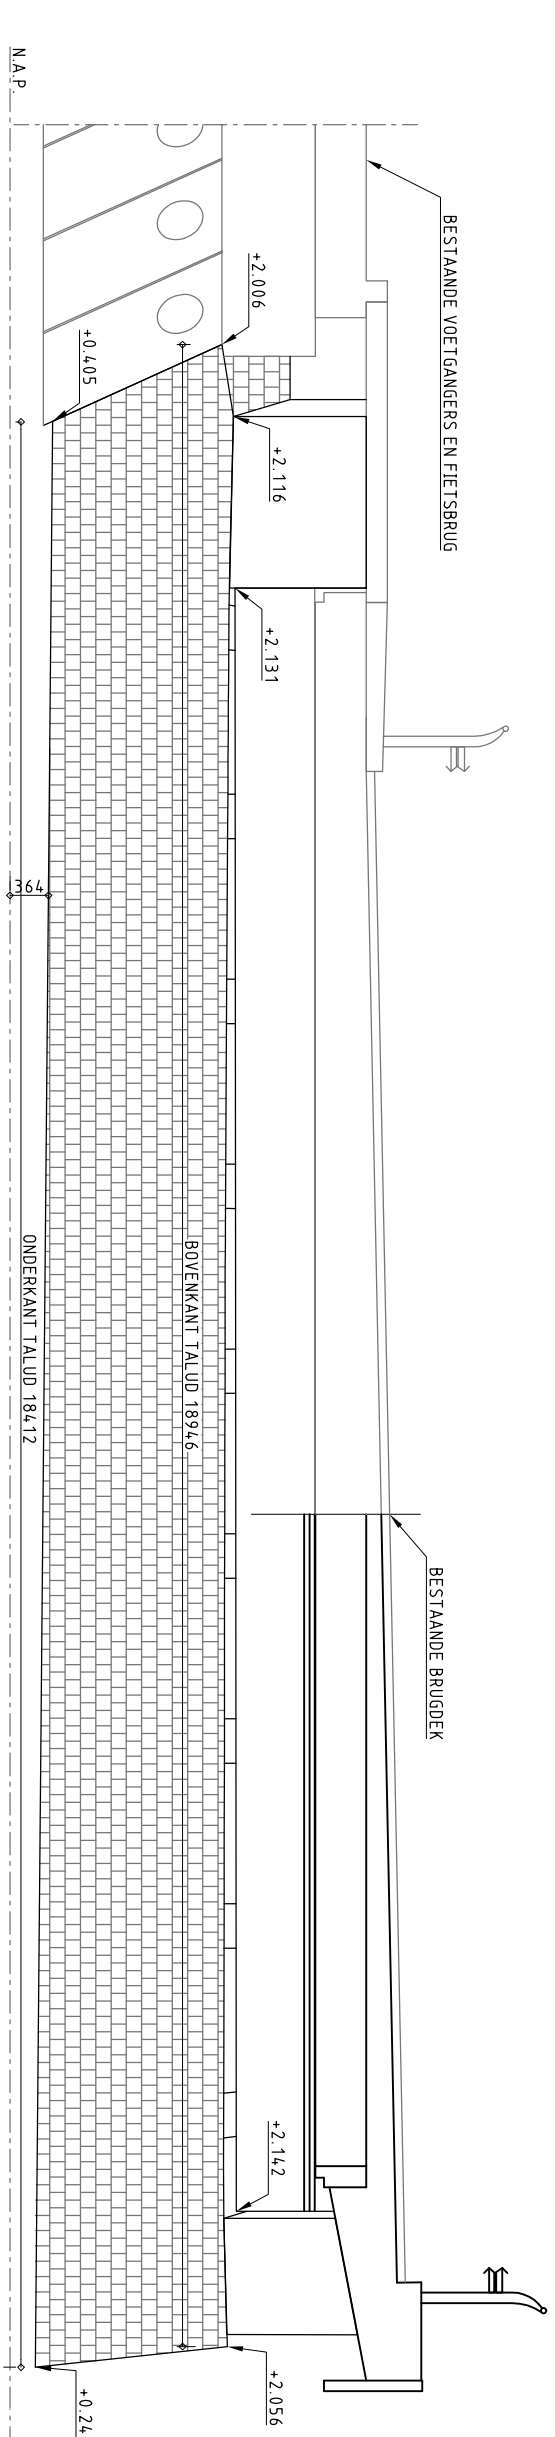 N.A.P.
BESTAANDE VOETGANGERS EN FIETSBRUG
+2.006
+0.405
+2.116
+2.131
364
ONDERKANT TALUD 18412
BOVENKANT TALUD 18946
BESTAANDE BRUGDEK
+2.142
+2.056
+0.24